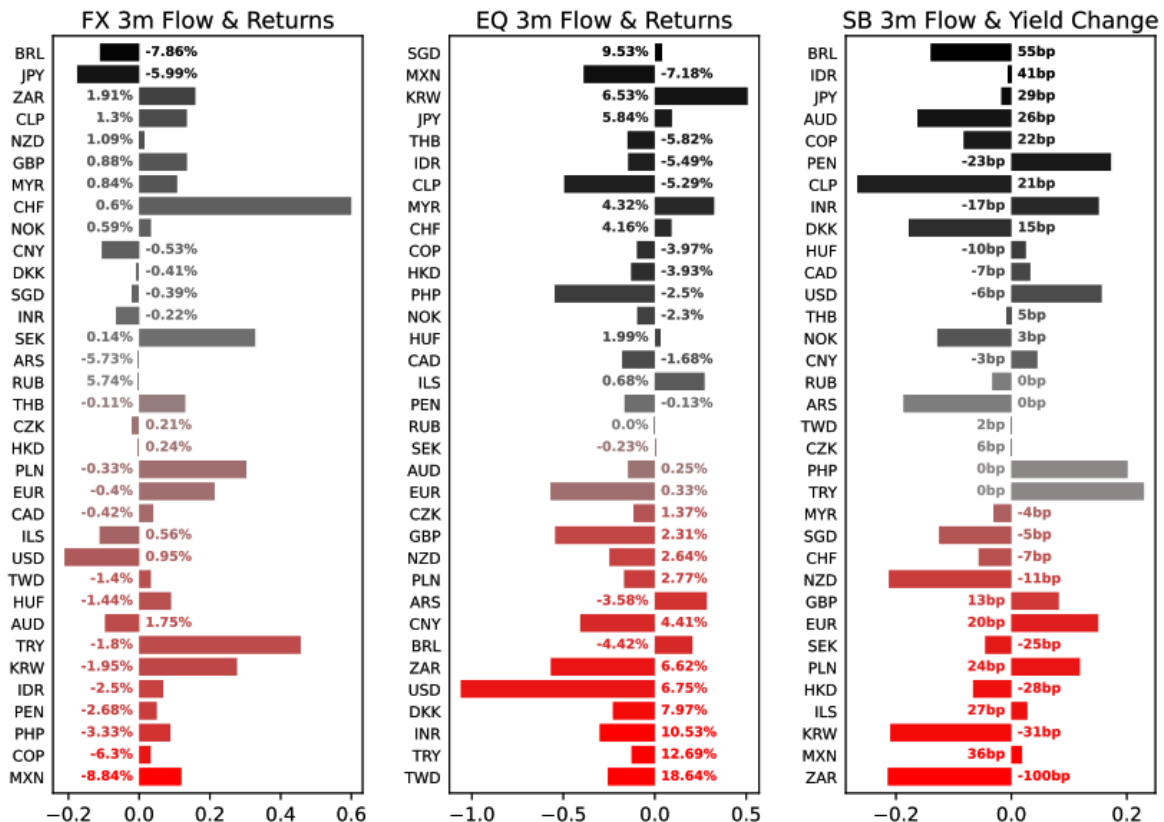 FX 3m Flow & Returns
BRL -7.86%
JPY -5.99%
ZAR 1.91%
CLP 1.3%
NZD 1.09%
GBP 0.88%
MYR 0.84%
CHF 0.6%
NOK 0.59%
CNY -0.53%
DKK -0.41%
SGD -0.39%
INR -0.22%
SEK 0.14%
ARS -5.73%
RUB 5.74%
THB -0.11%
CZK 0.21%
HKD 0.24%
PLN -0.33%
EUR -0.4%
CAD -0.42%
ILS 0.56%
USD 0.95%
TWD -1.4%
HUF -1.44%
AUD 1.75%
TRY -1.8%
KRW -1.95%
IDR -2.5%
PEN -2.68%
PHP -3.33%
COP -6.3%
MXN -8.84%
−0.2 0.0 0.2 0.4 0.6
EQ 3m Flow & Returns
SGD 9.53%
MXN -7.18%
KRW 6.53%
JPY 5.84%
THB -5.82%
IDR -5.49%
CLP -5.29%
MYR 4.32%
CHF 4.16%
COP -3.97%
HKD -3.93%
PHP -2.5%
NOK -2.3%
HUF 1.99%
CAD -1.68%
ILS 0.68%
PEN -0.13%
RUB 0.0%
SEK -0.23%
AUD 0.25%
EUR 0.33%
CZK 1.37%
GBP 2.31%
NZD 2.64%
PLN 2.77%
ARS -3.58%
CNY 4.41%
BRL -4.42%
ZAR 6.62%
USD 6.75%
DKK 7.97%
INR 10.53%
TRY 12.69%
TWD 18.64%
−1.0 −0.5 0.0 0.5
SB 3m Flow & Yield Change
BRL 55bp
IDR 41bp
JPY 29bp
AUD 26bp
COP 22bp
PEN -23bp
CLP 21bp
INR -17bp
DKK 15bp
HUF -10bp
CAD -7bp
USD -6bp
THB 5bp
NOK 3bp
CNY -3bp
RUB 0bp
ARS 0bp
TWD 2bp
CZK 6bp
PHP 0bp
TRY 0bp
MYR -4bp
SGD -5bp
CHF -7bp
NZD -11bp
GBP 13bp
EUR 20bp
SEK -25bp
PLN 24bp
HKD -28bp
ILS 27bp
KRW -31bp
MXN 36bp
ZAR -100bp
−0.2 0.0 0.2